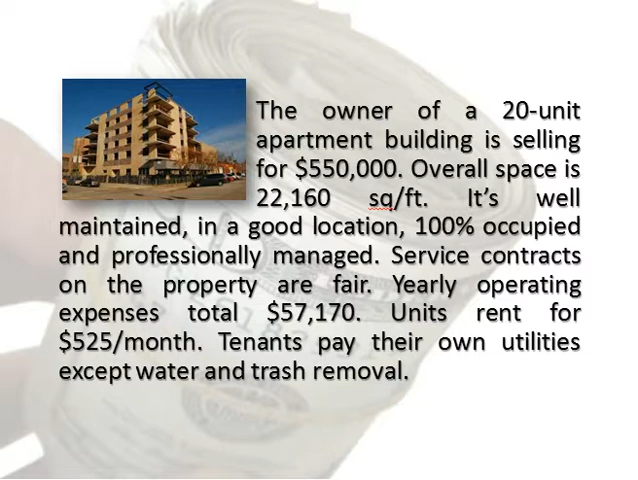 The owner of a 20-unit
apartment building is selling
for $550,000. Overall space is
22,160 sq/ft. It’s well
maintained, in a good location, 100% occupied
and professionally managed. Service contracts
on the property are fair. Yearly operating
expenses total $57,170. Units rent for
$525/month. Tenants pay their own utilities
except water and trash removal.